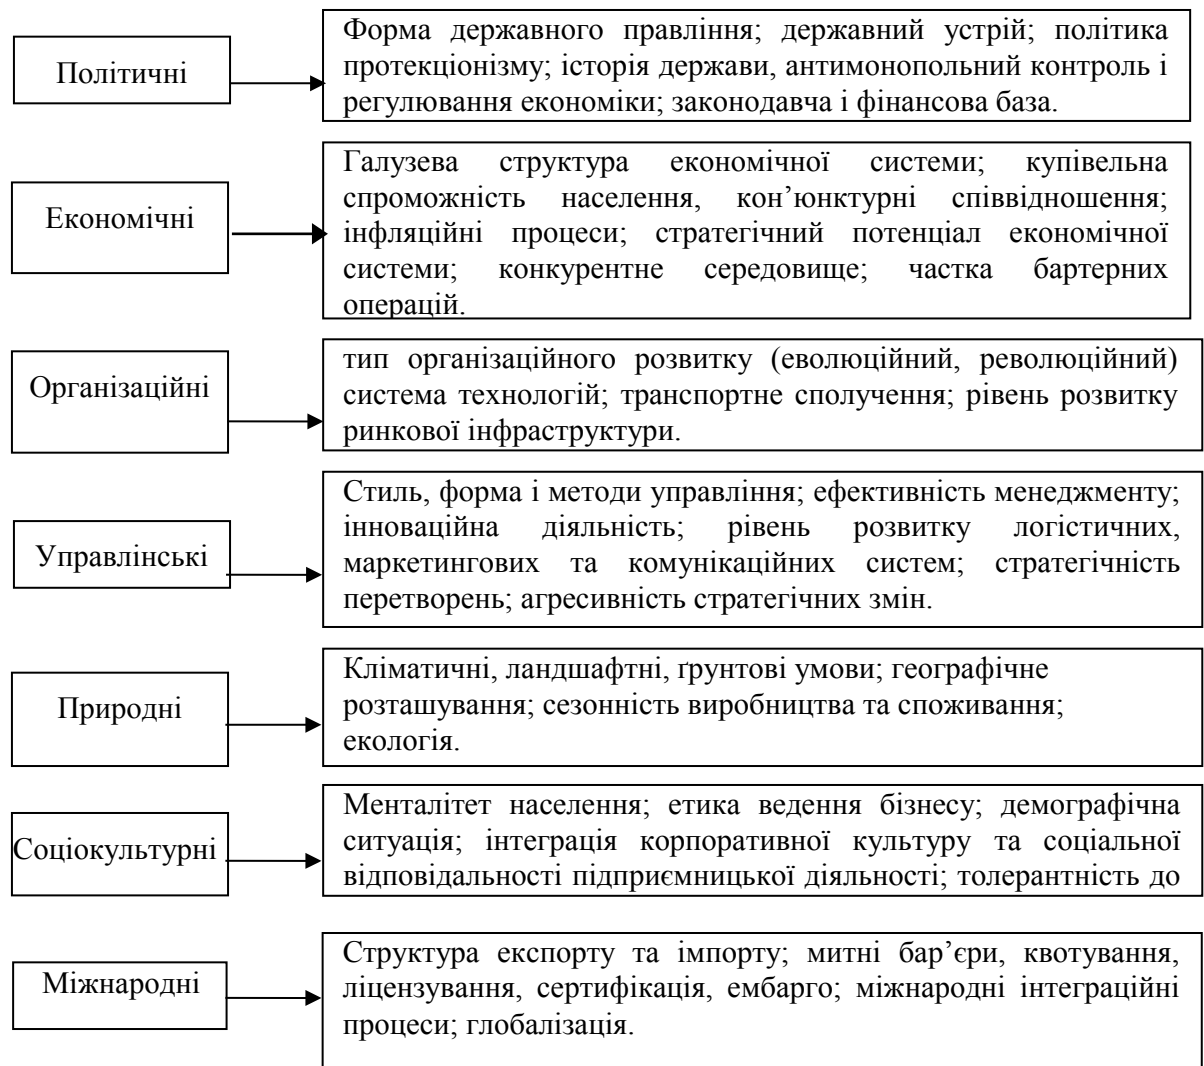 Політичні
Форма державного правління; державний устрій; політика
протекціонізму; історія держави, антимонопольний контроль і
регулювання економіки; законодавча і фінансова база.
Економічні
Галузева структура економічної системи; купівельна
спроможність населення, кон’юнктурні співвідношення;
інфляційні процеси; стратегічний потенціал економічної
системи; конкурентне середовище; частка бартерних
операцій.
Організаційні
тип організаційного розвитку (еволюційний, революційний)
система технологій; транспортне сполучення; рівень розвитку
ринкової інфраструктури.
Управлінські
Стиль, форма і методи управління; ефективність менеджменту;
інноваційна діяльність; рівень розвитку логістичних,
маркетингових та комунікаційних систем; стратегічність
перетворень; агресивність стратегічних змін.
Природні
Кліматичні, ландшафтні, ґрунтові умови; географічне
розташування; сезонність виробництва та споживання;
екологія.
Соціокультурні
Менталітет населення; етика ведення бізнесу; демографічна
ситуація; інтеграція корпоративної культуру та соціальної
відповідальності підприємницької діяльності; толерантність до
Міжнародні
Структура експорту та імпорту; митні бар’єри, квотування,
ліцензування, сертифікація, ембарго; міжнародні інтеграційні
процеси; глобалізація.